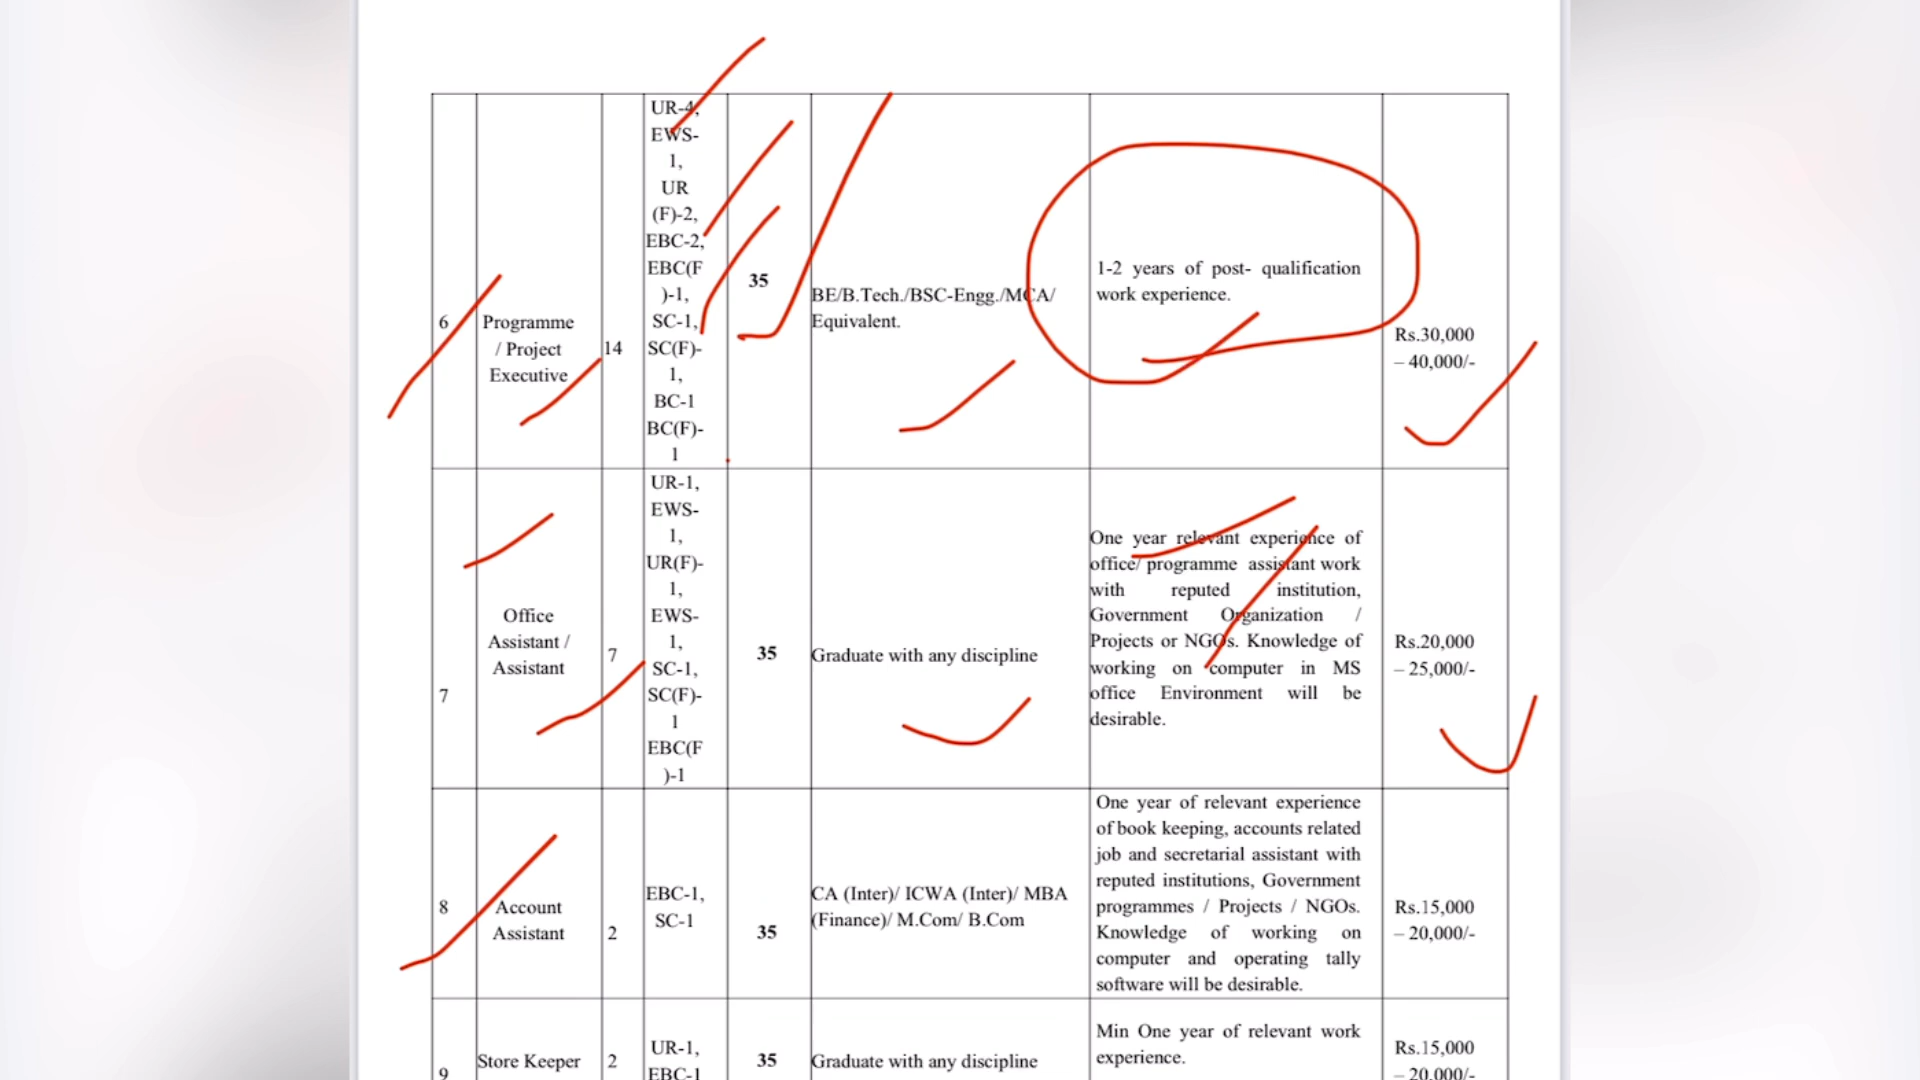 6
Programme
/ Project
Executive
14
UR-4,
EWS-
1,
UR
(F)-2,
EBC-2,
EBC(F
)-1,
SC-1,
SC(F)-
1,
BC-1
BC(F)-
1
35
BE/B.Tech./BSC-Engg./MCA/
Equivalent.
1-2 years of post- qualification
work experience.
Rs.30,000
– 40,000/-
7
Office
Assistant /
Assistant
7
UR-1,
EWS-
1,
UR(F)-
1,
EWS-
1,
SC-1,
SC(F)-
1
EBC(F
)-1
35
Graduate with any discipline
One year relevant experience of
office/ programme assistant work
with reputed institution,
Government Organization /
Projects or NGOs. Knowledge of
working on computer in MS
office Environment will be
desirable.
Rs.20,000
– 25,000/-
8
Account
Assistant
2
EBC-1,
SC-1
35
CA (Inter)/ ICWA (Inter)/ MBA
(Finance)/ M.Com/ B.Com
One year of relevant experience
of book keeping, accounts related
job and secretarial assistant with
reputed institutions, Government
programmes / Projects / NGOs.
Knowledge of working on
computer and operating tally
software will be desirable.
Rs.15,000
– 20,000/-
9
Store Keeper
2
UR-1,
EBC-1
35
Graduate with any discipline
Min One year of relevant work
experience.
Rs.15,000
– 20,000/-